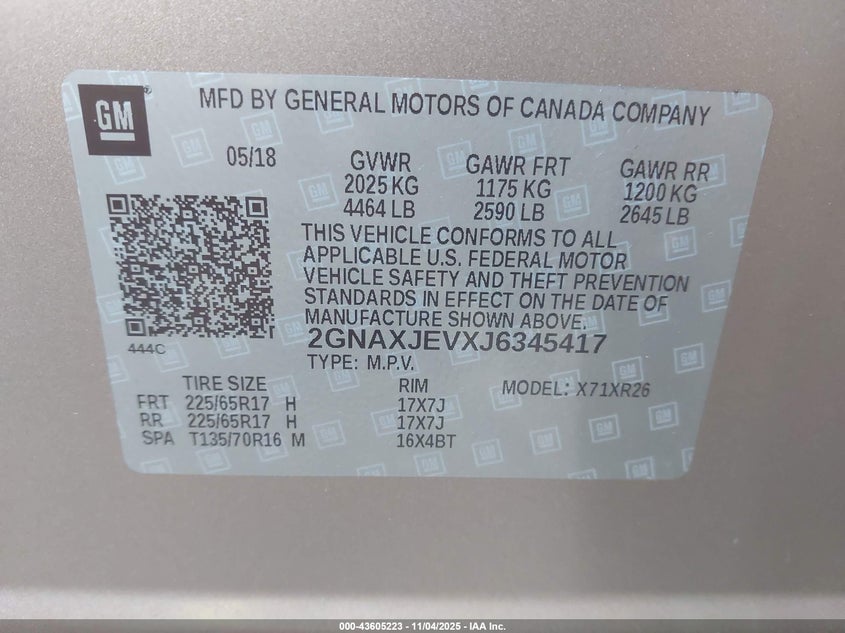 GM
MFD BY GENERAL MOTORS OF CANADA COMPANY
05/18
GVWR
2025 KG
4464 LB
GAWR FRT
1175 KG
2590 LB
GAWR RR
1200 KG
2645 LB
THIS VEHICLE CONFORMS TO ALL
APPLICABLE U.S. FEDERAL MOTOR
VEHICLE SAFETY AND THEFT PREVENTION
STANDARDS IN EFFECT ON THE DATE OF
MANUFACTURE SHOWN ABOVE.
444C
2GNAXJEVXJ6345417
TYPE: M.P.V.
TIRE SIZE RIM MODEL: X71XR26
FRT 225/65R17 H 17X7J
RR 225/65R17 H 17X7J
SPA T135/70R16 M 16X4BT
000-43605223 - 11/04/2025 - IAA Inc.